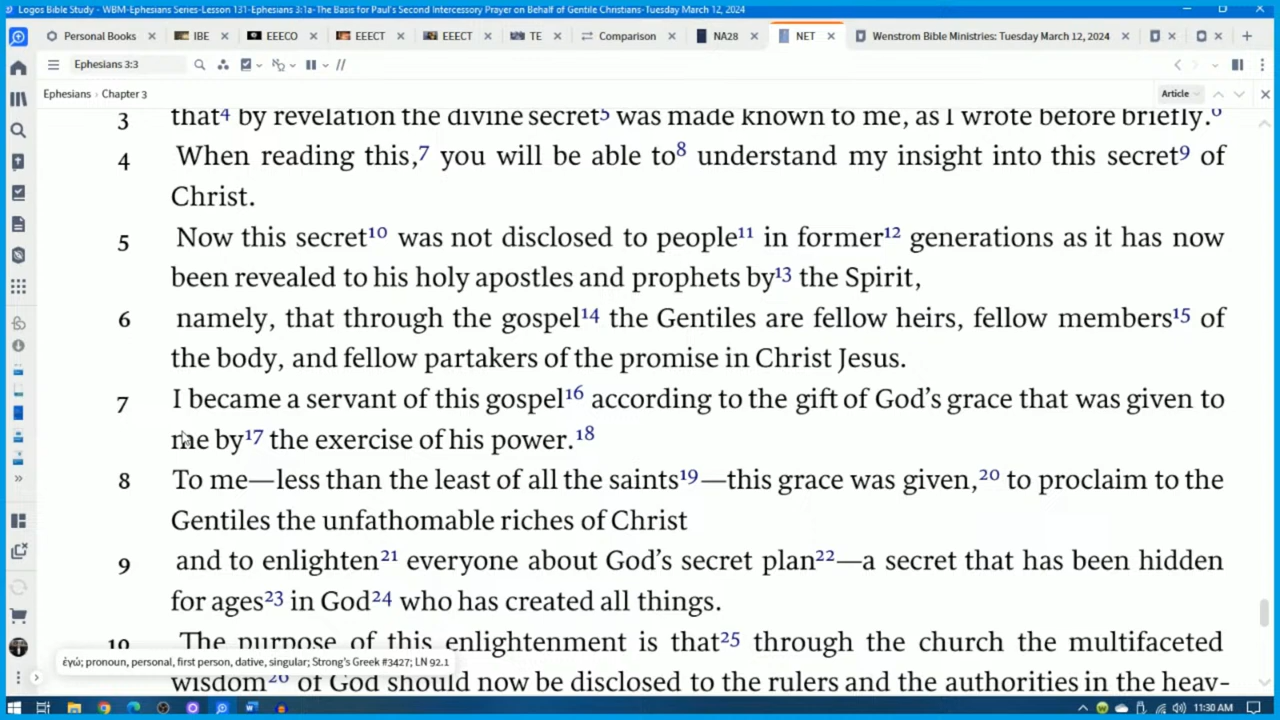 Logos Bible Study - WBM-Ephesians Series-Lesson 131-Ephesians 3:1a-The Basis for Paul's Second Intercessory Prayer on Behalf of Gentile Christians-Tuesday March 12, 2024
Personal Books IBE EEECO EEECT EEECT TE Comparison NA28 NET Wenstrom Bible Ministries: Tuesday March 12, 2024
Ephesians 3:3
Ephesians › Chapter 3 Article
3 that⁴ by revelation the divine secret⁵ was made known to me, as I wrote before briefly.⁶
4 When reading this,⁷ you will be able to⁸ understand my insight into this secret⁹ of
Christ.
5 Now this secret¹⁰ was not disclosed to people¹¹ in former¹² generations as it has now
been revealed to his holy apostles and prophets by¹³ the Spirit,
6 namely, that through the gospel¹⁴ the Gentiles are fellow heirs, fellow members¹⁵ of
the body, and fellow partakers of the promise in Christ Jesus.
7 I became a servant of this gospel¹⁶ according to the gift of God's grace that was given to
me by¹⁷ the exercise of his power.¹⁸
8 To me—less than the least of all the saints¹⁹—this grace was given,²⁰ to proclaim to the
Gentiles the unfathomable riches of Christ
9 and to enlighten²¹ everyone about God's secret plan²²—a secret that has been hidden
for ages²³ in God²⁴ who has created all things.
10 The purpose of this enlightenment is that²⁵ through the church the multifaceted
wisdom²⁶ of God should now be disclosed to the rulers and the authorities in the heav-
ἐγώ; pronoun, personal, first person, dative, singular; Strong's Greek #3427; LN 92.1
11:30 AM